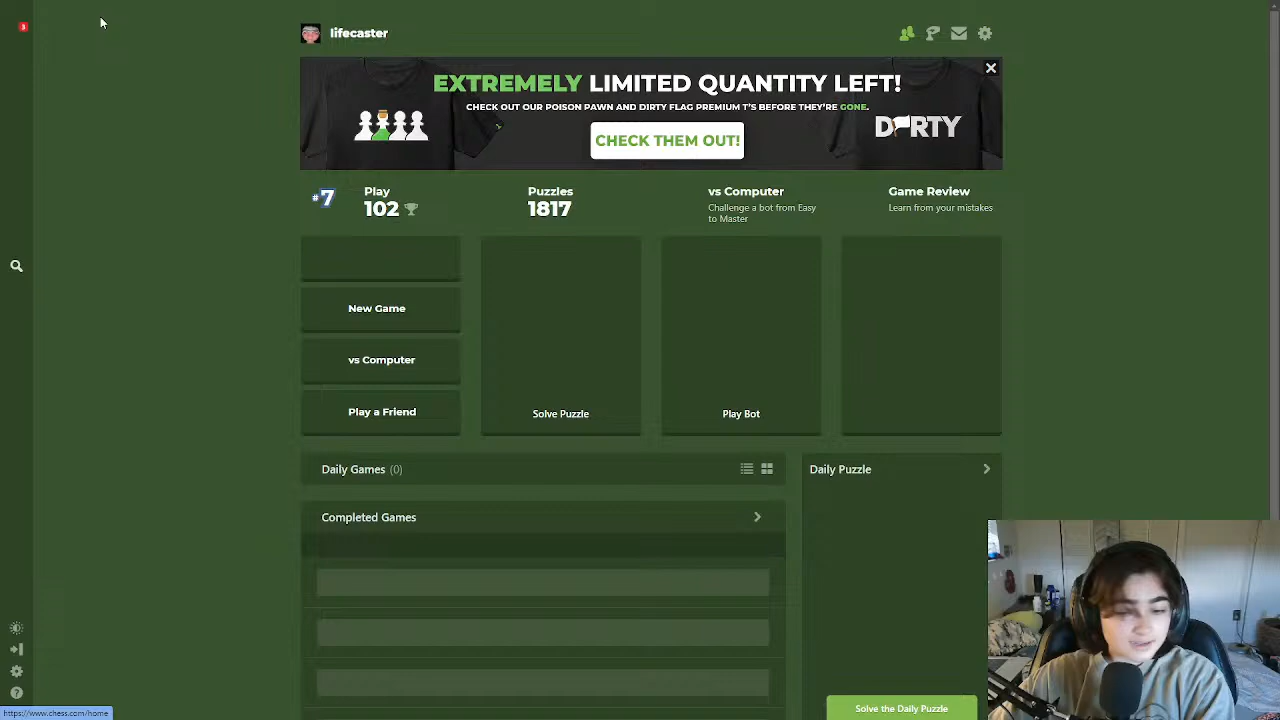 3
lifecaster
EXTREMELY LIMITED QUANTITY LEFT!
CHECK OUT OUR POISON PAWN AND DIRTY FLAG PREMIUM T'S BEFORE THEY'RE GONE.
CHECK THEM OUT!
DIRTY
#7
Play
102
Puzzles
1817
vs Computer
Challenge a bot from Easy
to Master
Game Review
Learn from your mistakes
New Game
vs Computer
Play a Friend
Solve Puzzle
Play Bot
Daily Games (0)
Daily Puzzle
Completed Games
Solve the Daily Puzzle
https://www.chess.com/home